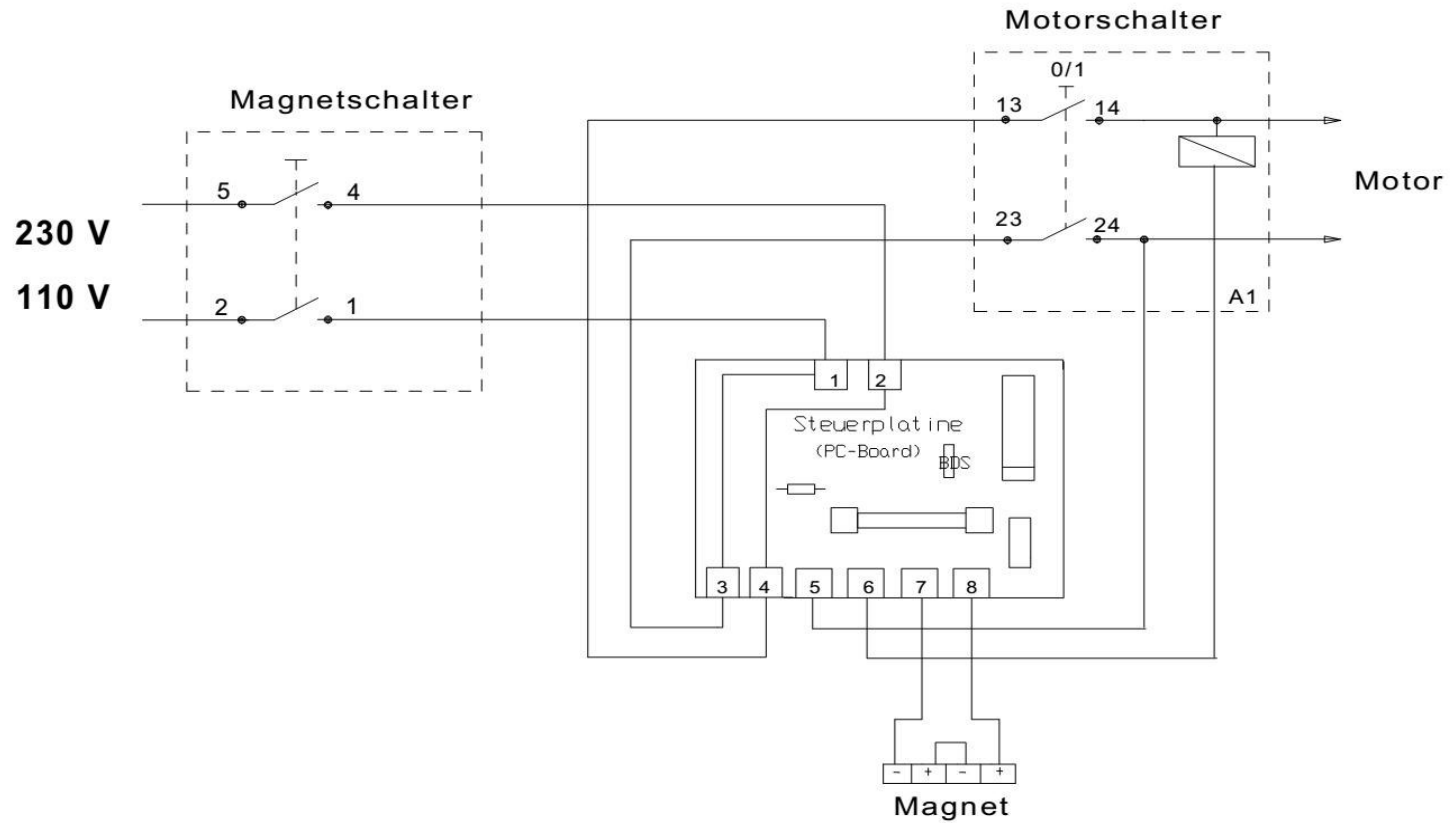 Motorschalter
0/1
Magnetschalter
13 14
5 4
Motor
230 V
23 24
110 V
2 1
A1
1 2
Steuerplatine
(PC-Board)
BDS
3 4 5 6 7 8
- + - +
Magnet